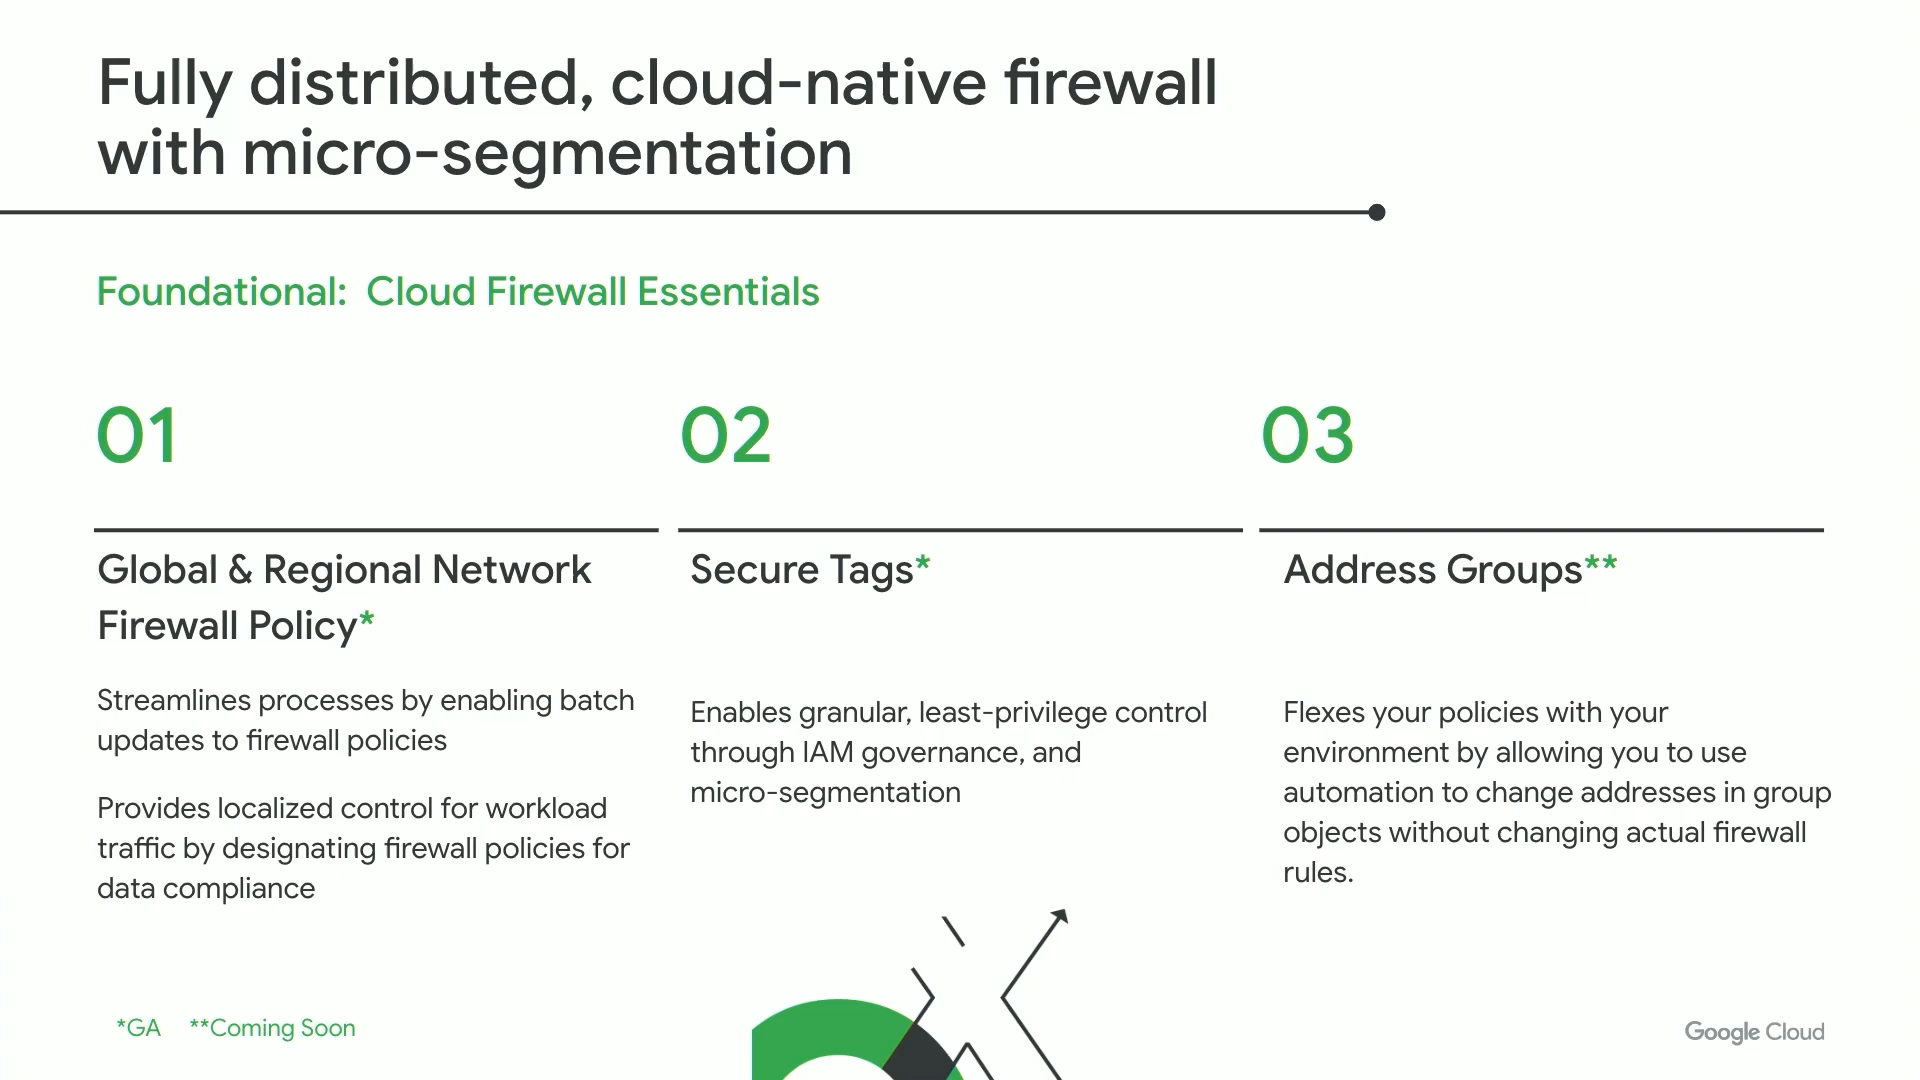 Fully distributed, cloud-native firewall
with micro-segmentation
Foundational:  Cloud Firewall Essentials
01
Global & Regional Network
Firewall Policy*
Streamlines processes by enabling batch
updates to firewall policies
Provides localized control for workload
traffic by designating firewall policies for
data compliance
02
Secure Tags*
Enables granular, least-privilege control
through IAM governance, and
micro-segmentation
03
Address Groups**
Flexes your policies with your
environment by allowing you to use
automation to change addresses in group
objects without changing actual firewall
rules.
*GA    **Coming Soon
Google Cloud